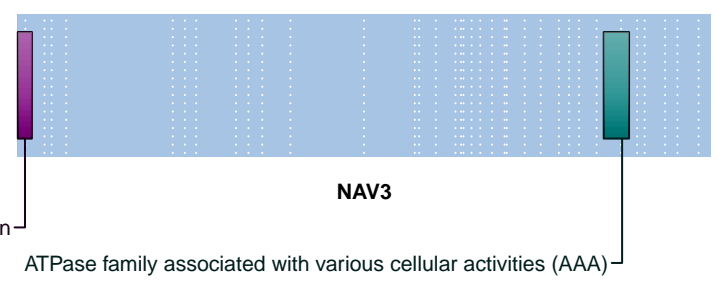 NAV3
n
ATPase family associated with various cellular activities (AAA)